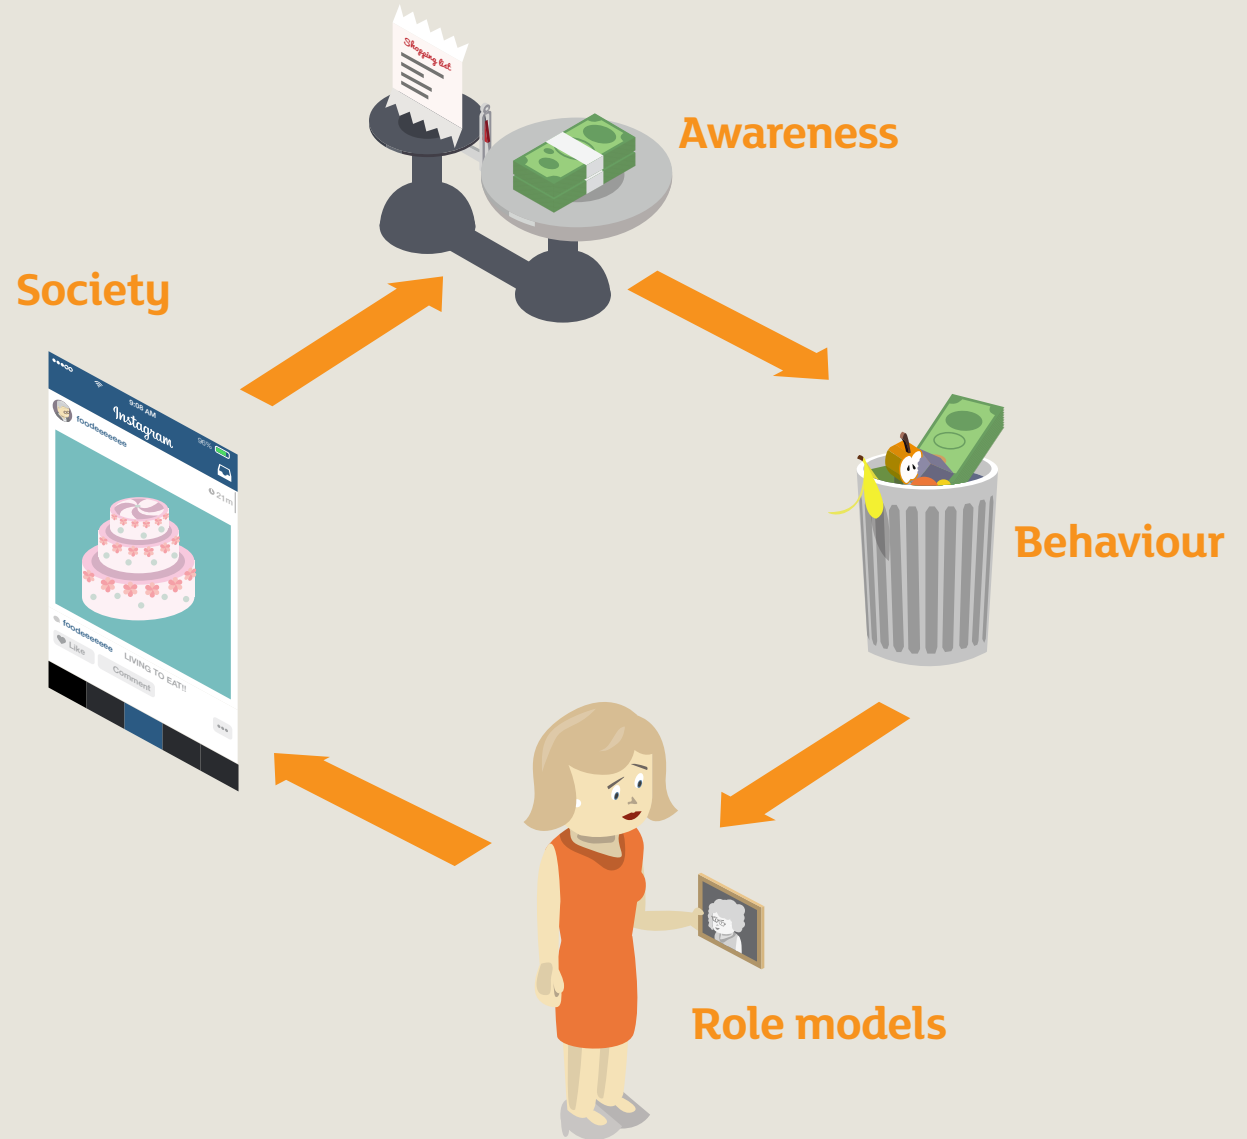 Shopping list
Awareness
Society
9:08 AM
96%
Instagram
foodeeeeeee
21m
foodeeeeeee
LIVING TO EAT!!
Like
Comment
Behaviour
Role models